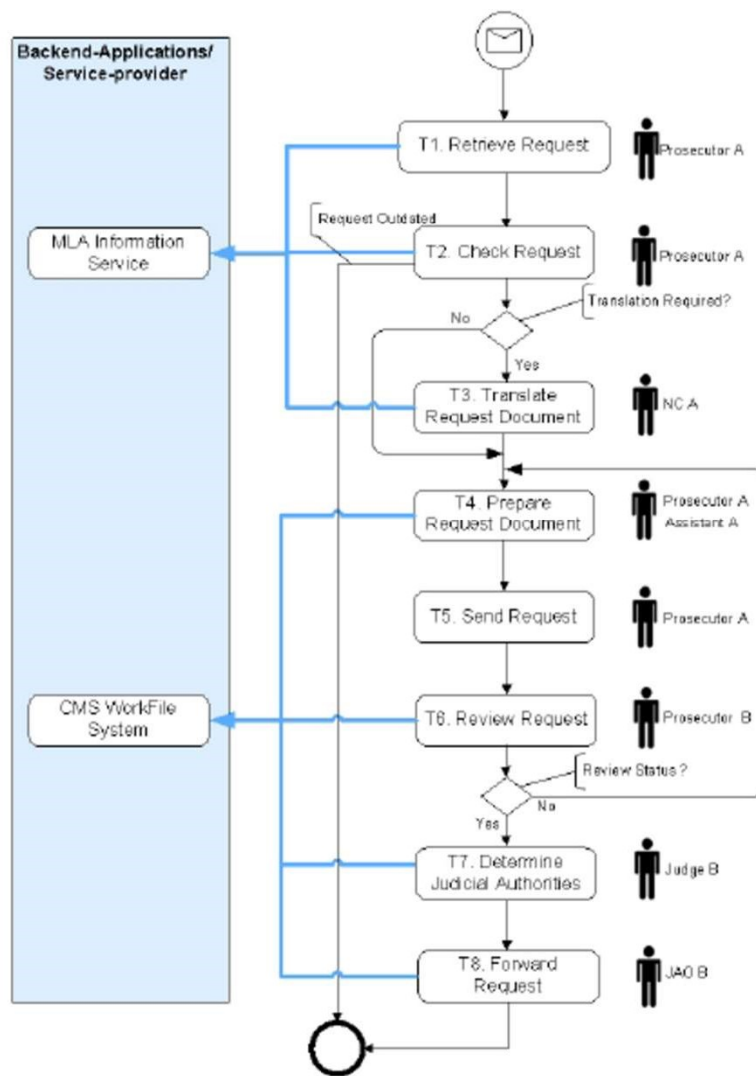 Backend-Applications/
Service-provider
T1. Retrieve Request
Prosecutor A
Request Outdated
MLA Information
Service
T2. Check Request
Prosecutor A
Translation Required?
No
Yes
T3. Translate
Request Document
NC A
T4. Prepare
Request Document
Prosecutor A
Assistant A
T5. Send Request
Prosecutor A
CMS WorkFile
System
T6. Review Request
Prosecutor B
Review Status ?
No
Yes
T7. Determine
Judicial Authorities
Judge B
T8. Forward
Request
JAO B